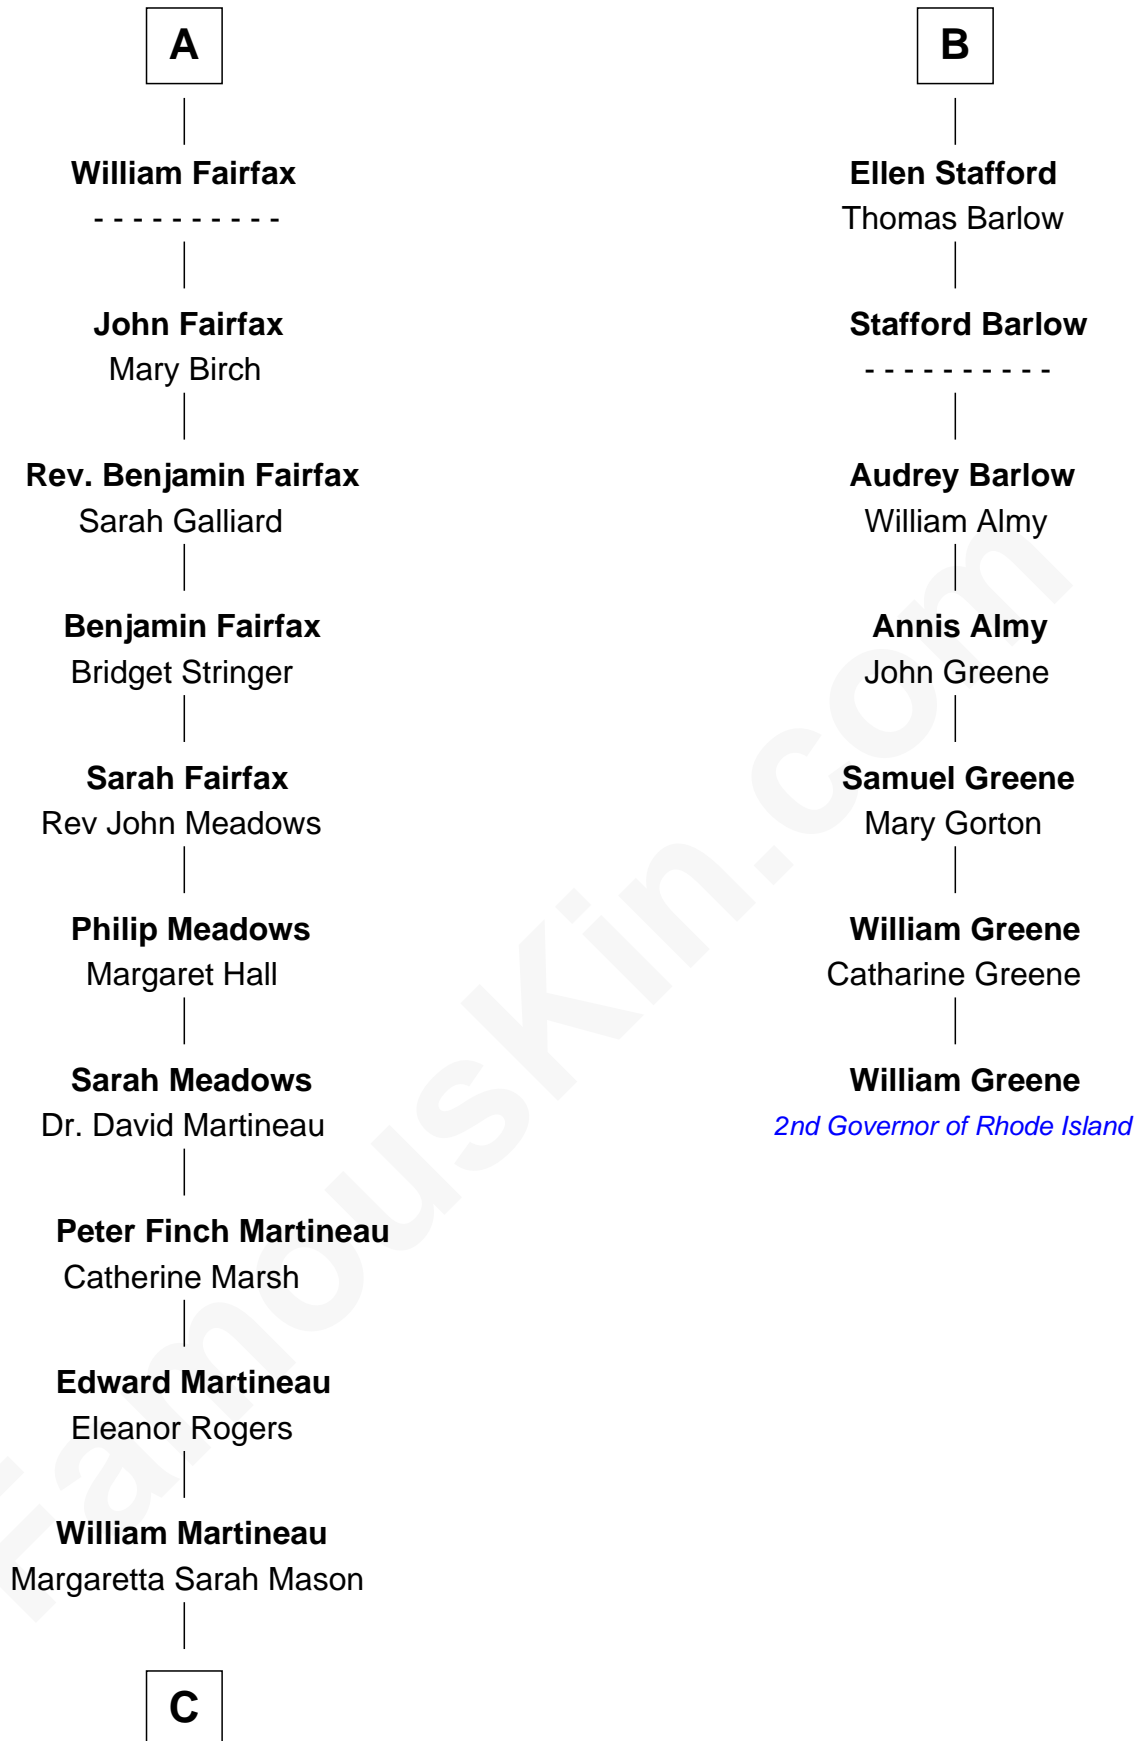 A
William Fairfax
- - - - - - - - - -
John Fairfax
Mary Birch
Rev. Benjamin Fairfax
Sarah Galliard
Benjamin Fairfax
Bridget Stringer
Sarah Fairfax
Rev John Meadows
Philip Meadows
Margaret Hall
Sarah Meadows
Dr. David Martineau
Peter Finch Martineau
Catherine Marsh
Edward Martineau
Eleanor Rogers
William Martineau
Margaretta Sarah Mason
C
B
Ellen Stafford
Thomas Barlow
Stafford Barlow
- - - - - - - - - -
Audrey Barlow
William Almy
Annis Almy
John Greene
Samuel Greene
Mary Gorton
William Greene
Catharine Greene
William Greene
2nd Governor of Rhode Island
FamousKin.com